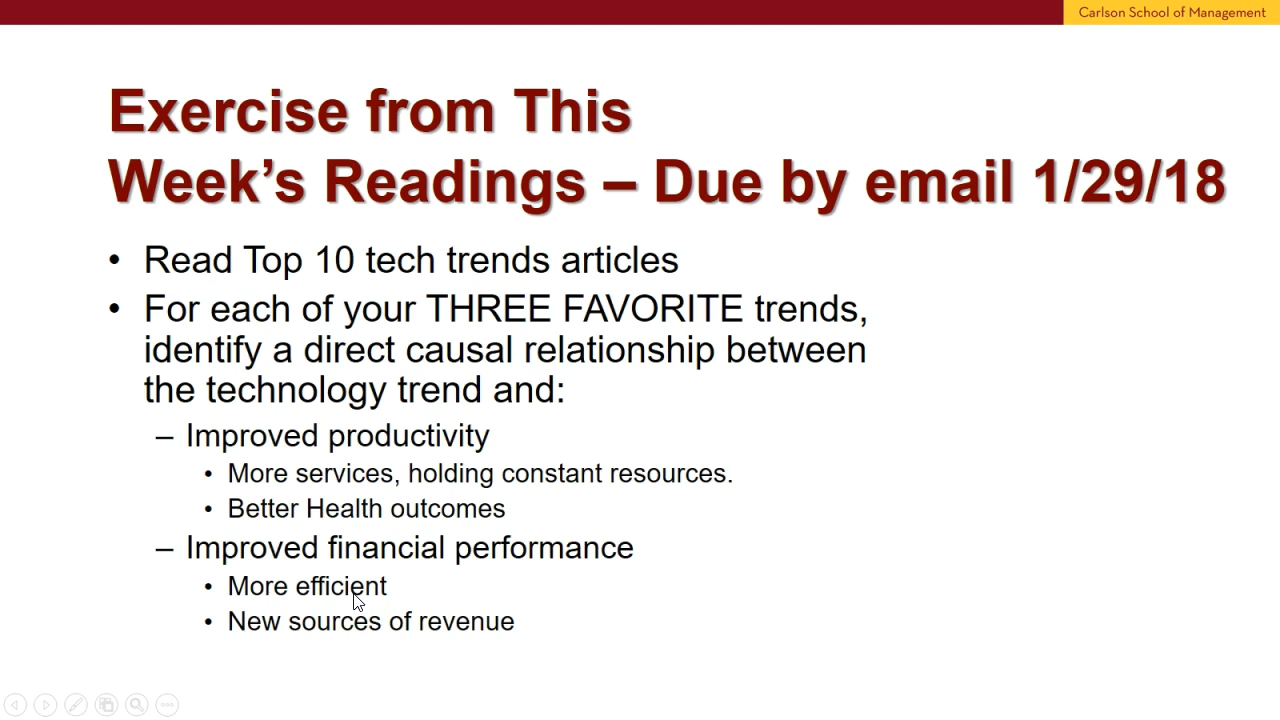 Carlson School of Management
Exercise from This
Week’s Readings – Due by email 1/29/18
• Read Top 10 tech trends articles
• For each of your THREE FAVORITE trends,
identify a direct causal relationship between
the technology trend and:
– Improved productivity
• More services, holding constant resources.
• Better Health outcomes
– Improved financial performance
• More efficient
• New sources of revenue